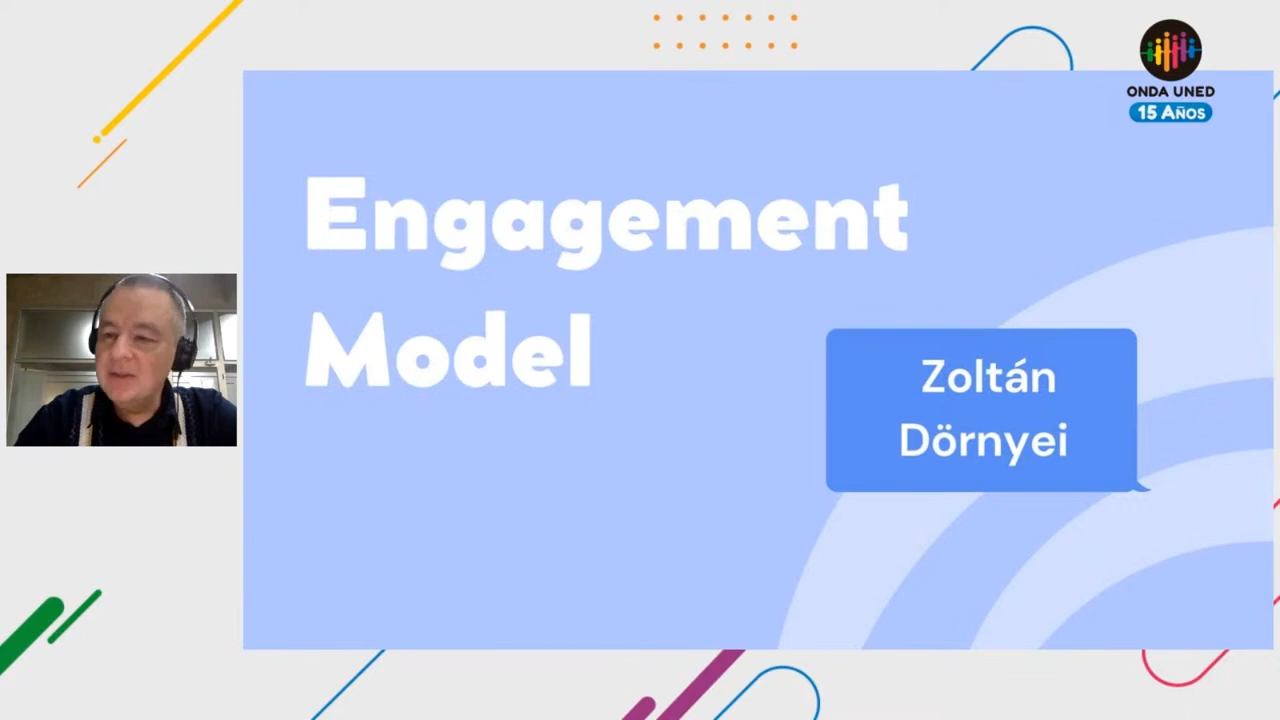 ONDA UNED
15 AÑOS
Engagement
Model
Zoltán
Dörnyei